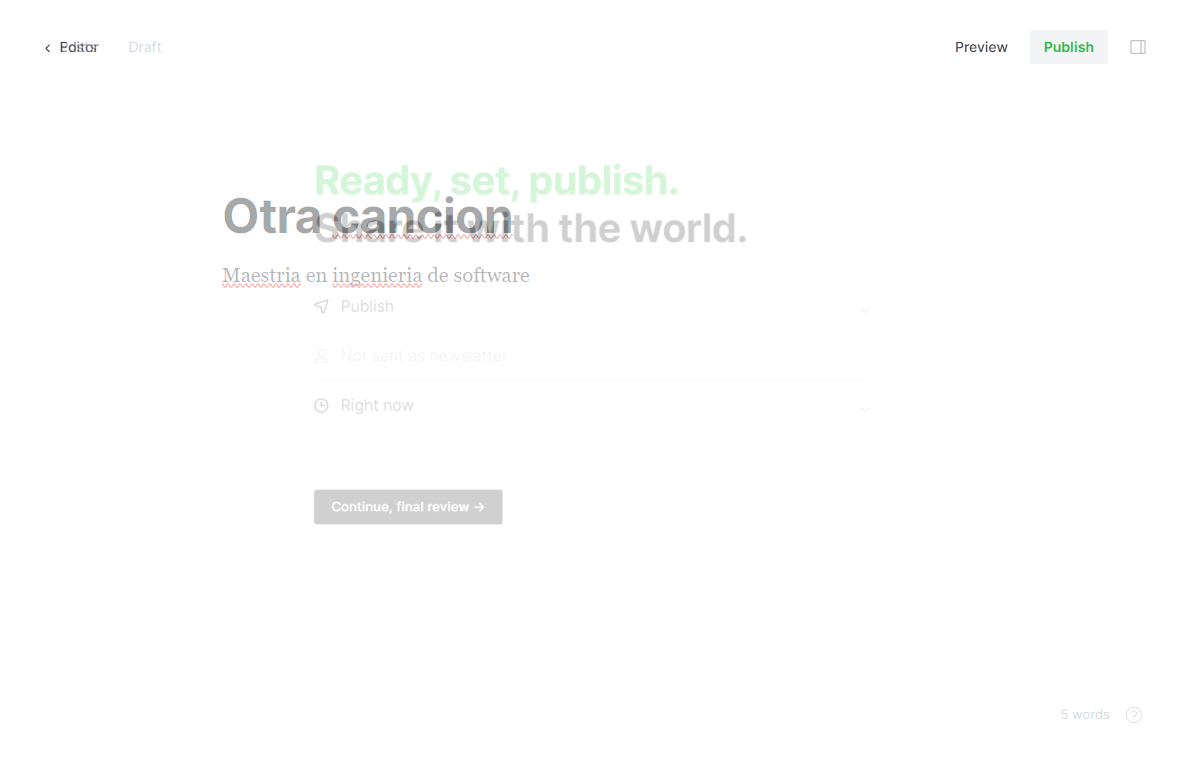 Editor Draft Preview Publish
Ready, set, publish.
Otra cancion
Share it with the world.
Maestria en ingenieria de software
Publish
Not sent as newsletter
Right now
Continue, final review →
5 words